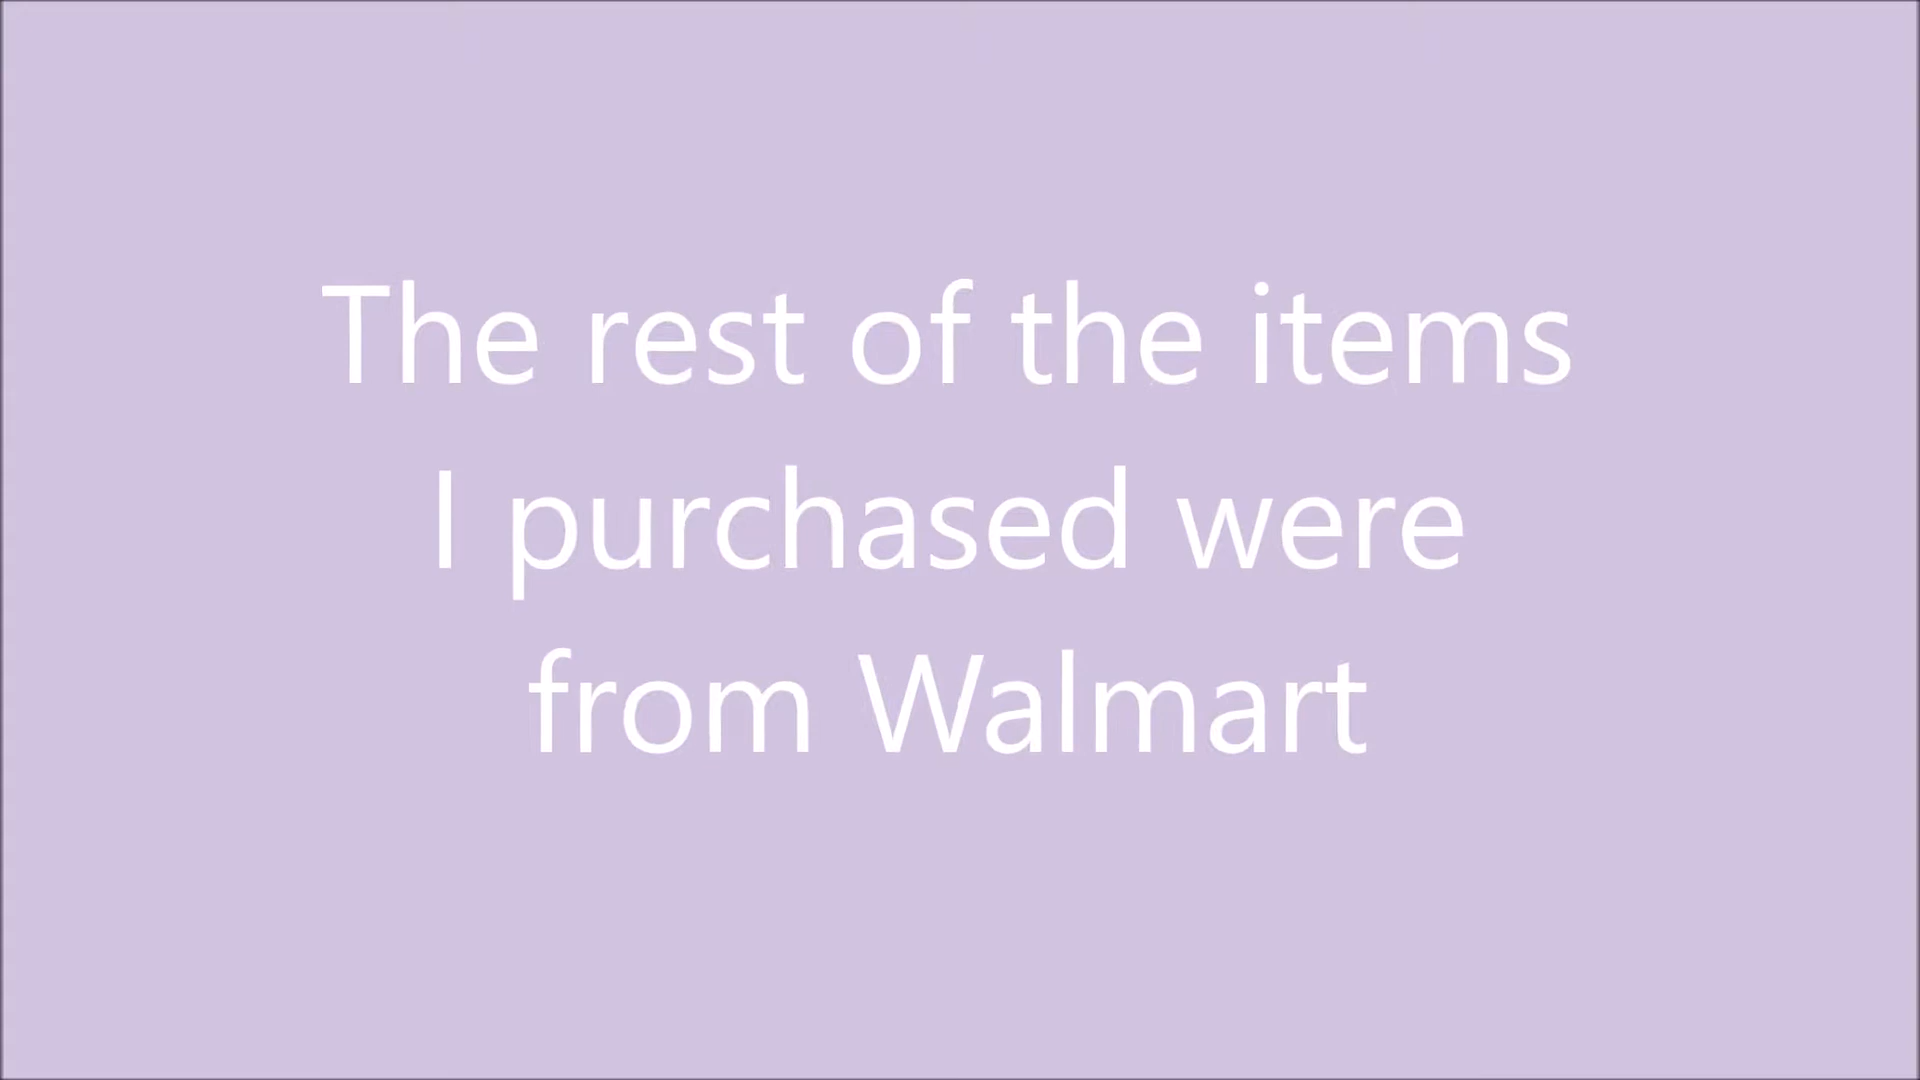 The rest of the items
I purchased were
from Walmart